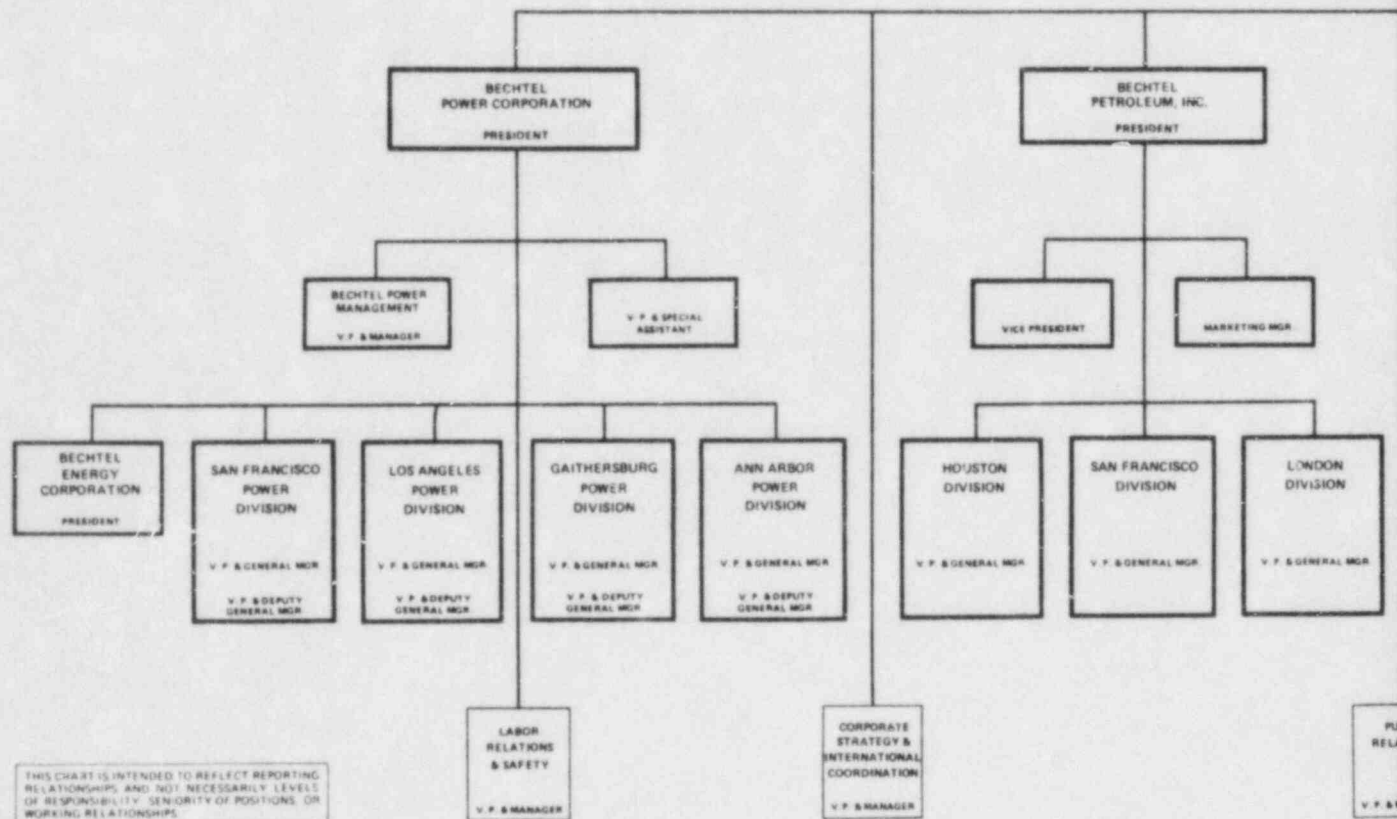 BECHTEL
POWER CORPORATION
PRESIDENT
BECHTEL
PETROLEUM, INC.
PRESIDENT
BECHTEL POWER
MANAGEMENT
V.P. & MANAGER
V.P. & SPECIAL
ASSISTANT
VICE PRESIDENT
MARKETING MGR.
BECHTEL
ENERGY
CORPORATION
PRESIDENT
SAN FRANCISCO
POWER
DIVISION
V.P. & GENERAL MGR.
V.P. & DEPUTY
GENERAL MGR.
LOS ANGELES
POWER
DIVISION
V.P. & GENERAL MGR.
V.P. & DEPUTY
GENERAL MGR.
GAITHERSBURG
POWER
DIVISION
V.P. & GENERAL MGR.
V.P. & DEPUTY
GENERAL MGR.
ANN ARBOR
POWER
DIVISION
V.P. & GENERAL MGR.
V.P. & DEPUTY
GENERAL MGR.
HOUSTON
DIVISION
V.P. & GENERAL MGR.
SAN FRANCISCO
DIVISION
V.P. & GENERAL MGR.
LONDON
DIVISION
V.P. & GENERAL MGR.
LABOR
RELATIONS
& SAFETY
V.P. & MANAGER
CORPORATE
STRATEGY &
INTERNATIONAL
COORDINATION
V.P. & MANAGER
PU
RELA
V.P. &
THIS CHART IS INTENDED TO REFLECT REPORTING
RELATIONSHIPS AND NOT NECESSARILY LEVELS
OF RESPONSIBILITY, SENIORITY OF POSITIONS, OR
WORKING RELATIONSHIPS